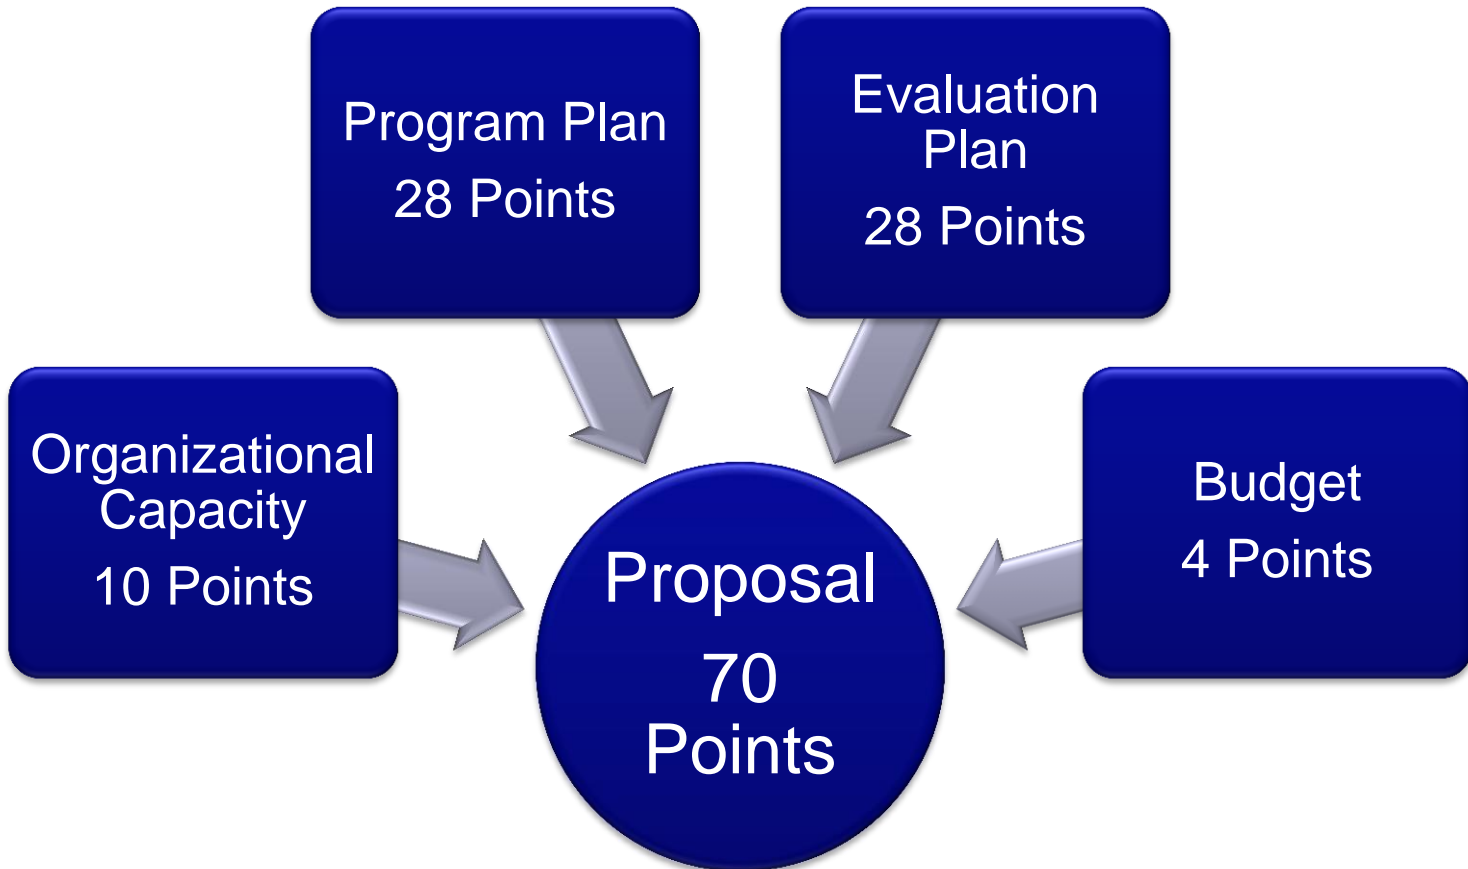 Program Plan
28 Points
Evaluation
Plan
28 Points
Organizational
Capacity
10 Points
Budget
4 Points
Proposal
70
Points